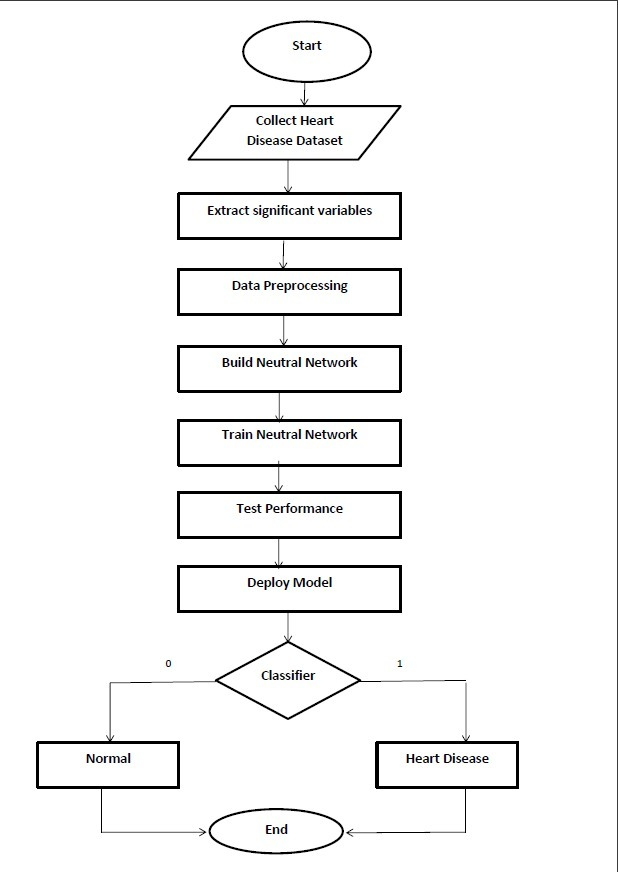 Start
Collect Heart
Disease Dataset
Extract significant variables
Data Preprocessing
Build Neutral Network
Train Neutral Network
Test Performance
Deploy Model
0
Classifier
1
Normal
Heart Disease
End